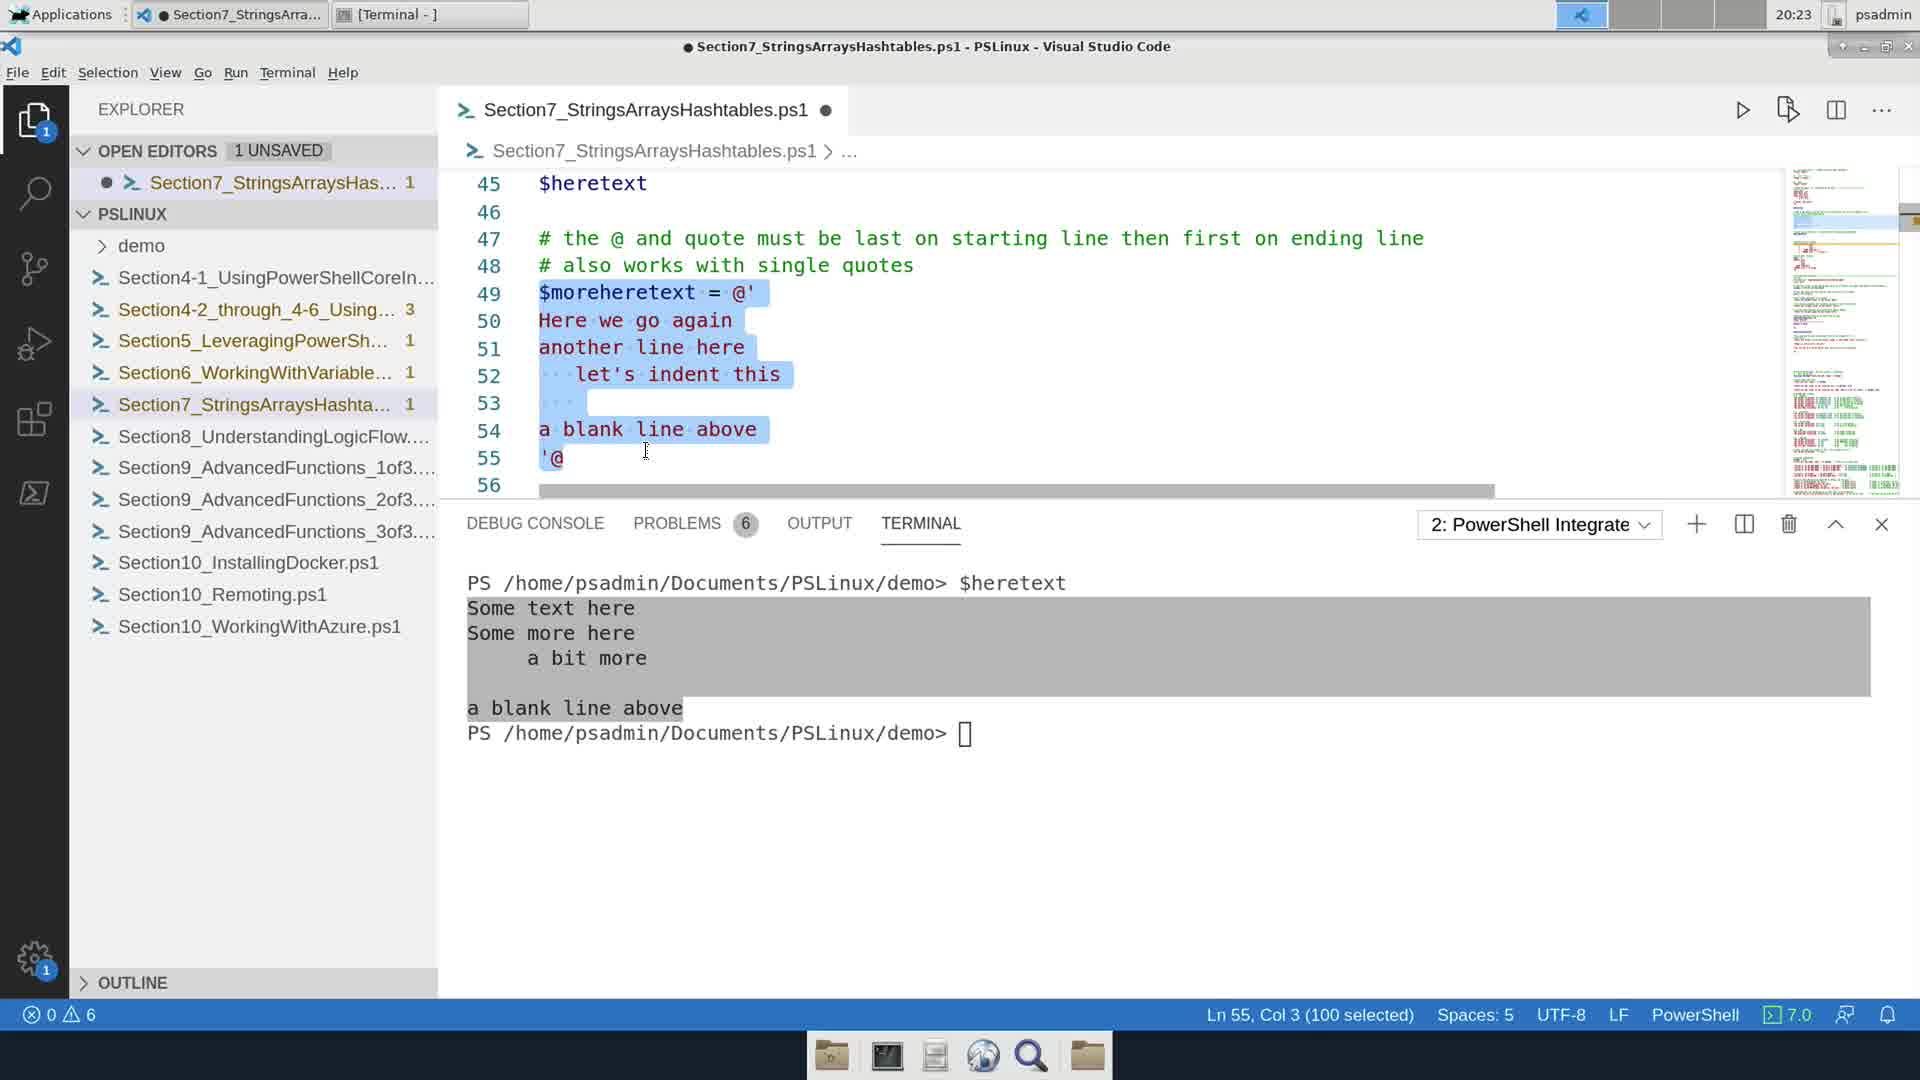 Applications
● Section7_StringsArra...
[Terminal - ]
20:23
psadmin
● Section7_StringsArraysHashtables.ps1 - PSLinux - Visual Studio Code
File Edit Selection View Go Run Terminal Help
EXPLORER
OPEN EDITORS 1 UNSAVED
Section7_StringsArraysHas... 1
PSLINUX
demo
Section4-1_UsingPowerShellCoreIn...
Section4-2_through_4-6_Using... 3
Section5_LeveragingPowerSh... 1
Section6_WorkingWithVariable... 1
Section7_StringsArraysHashta... 1
Section8_UnderstandingLogicFlow....
Section9_AdvancedFunctions_1of3....
Section9_AdvancedFunctions_2of3....
Section9_AdvancedFunctions_3of3....
Section10_InstallingDocker.ps1
Section10_Remoting.ps1
Section10_WorkingWithAzure.ps1
OUTLINE
1
1
Section7_StringsArraysHashtables.ps1 ●
Section7_StringsArraysHashtables.ps1 > ...
45 $heretext
46
47 # the @ and quote must be last on starting line then first on ending line
48 # also works with single quotes
49 $moreheretext = @'
50 Here we go again
51 another line here
52    let's indent this
53
54 a blank line above
55 '@
56
DEBUG CONSOLE PROBLEMS 6 OUTPUT TERMINAL
2: PowerShell Integrate
PS /home/psadmin/Documents/PSLinux/demo> $heretext
Some text here
Some more here
     a bit more
a blank line above
PS /home/psadmin/Documents/PSLinux/demo>
0 6
Ln 55, Col 3 (100 selected) Spaces: 5 UTF-8 LF PowerShell 7.0